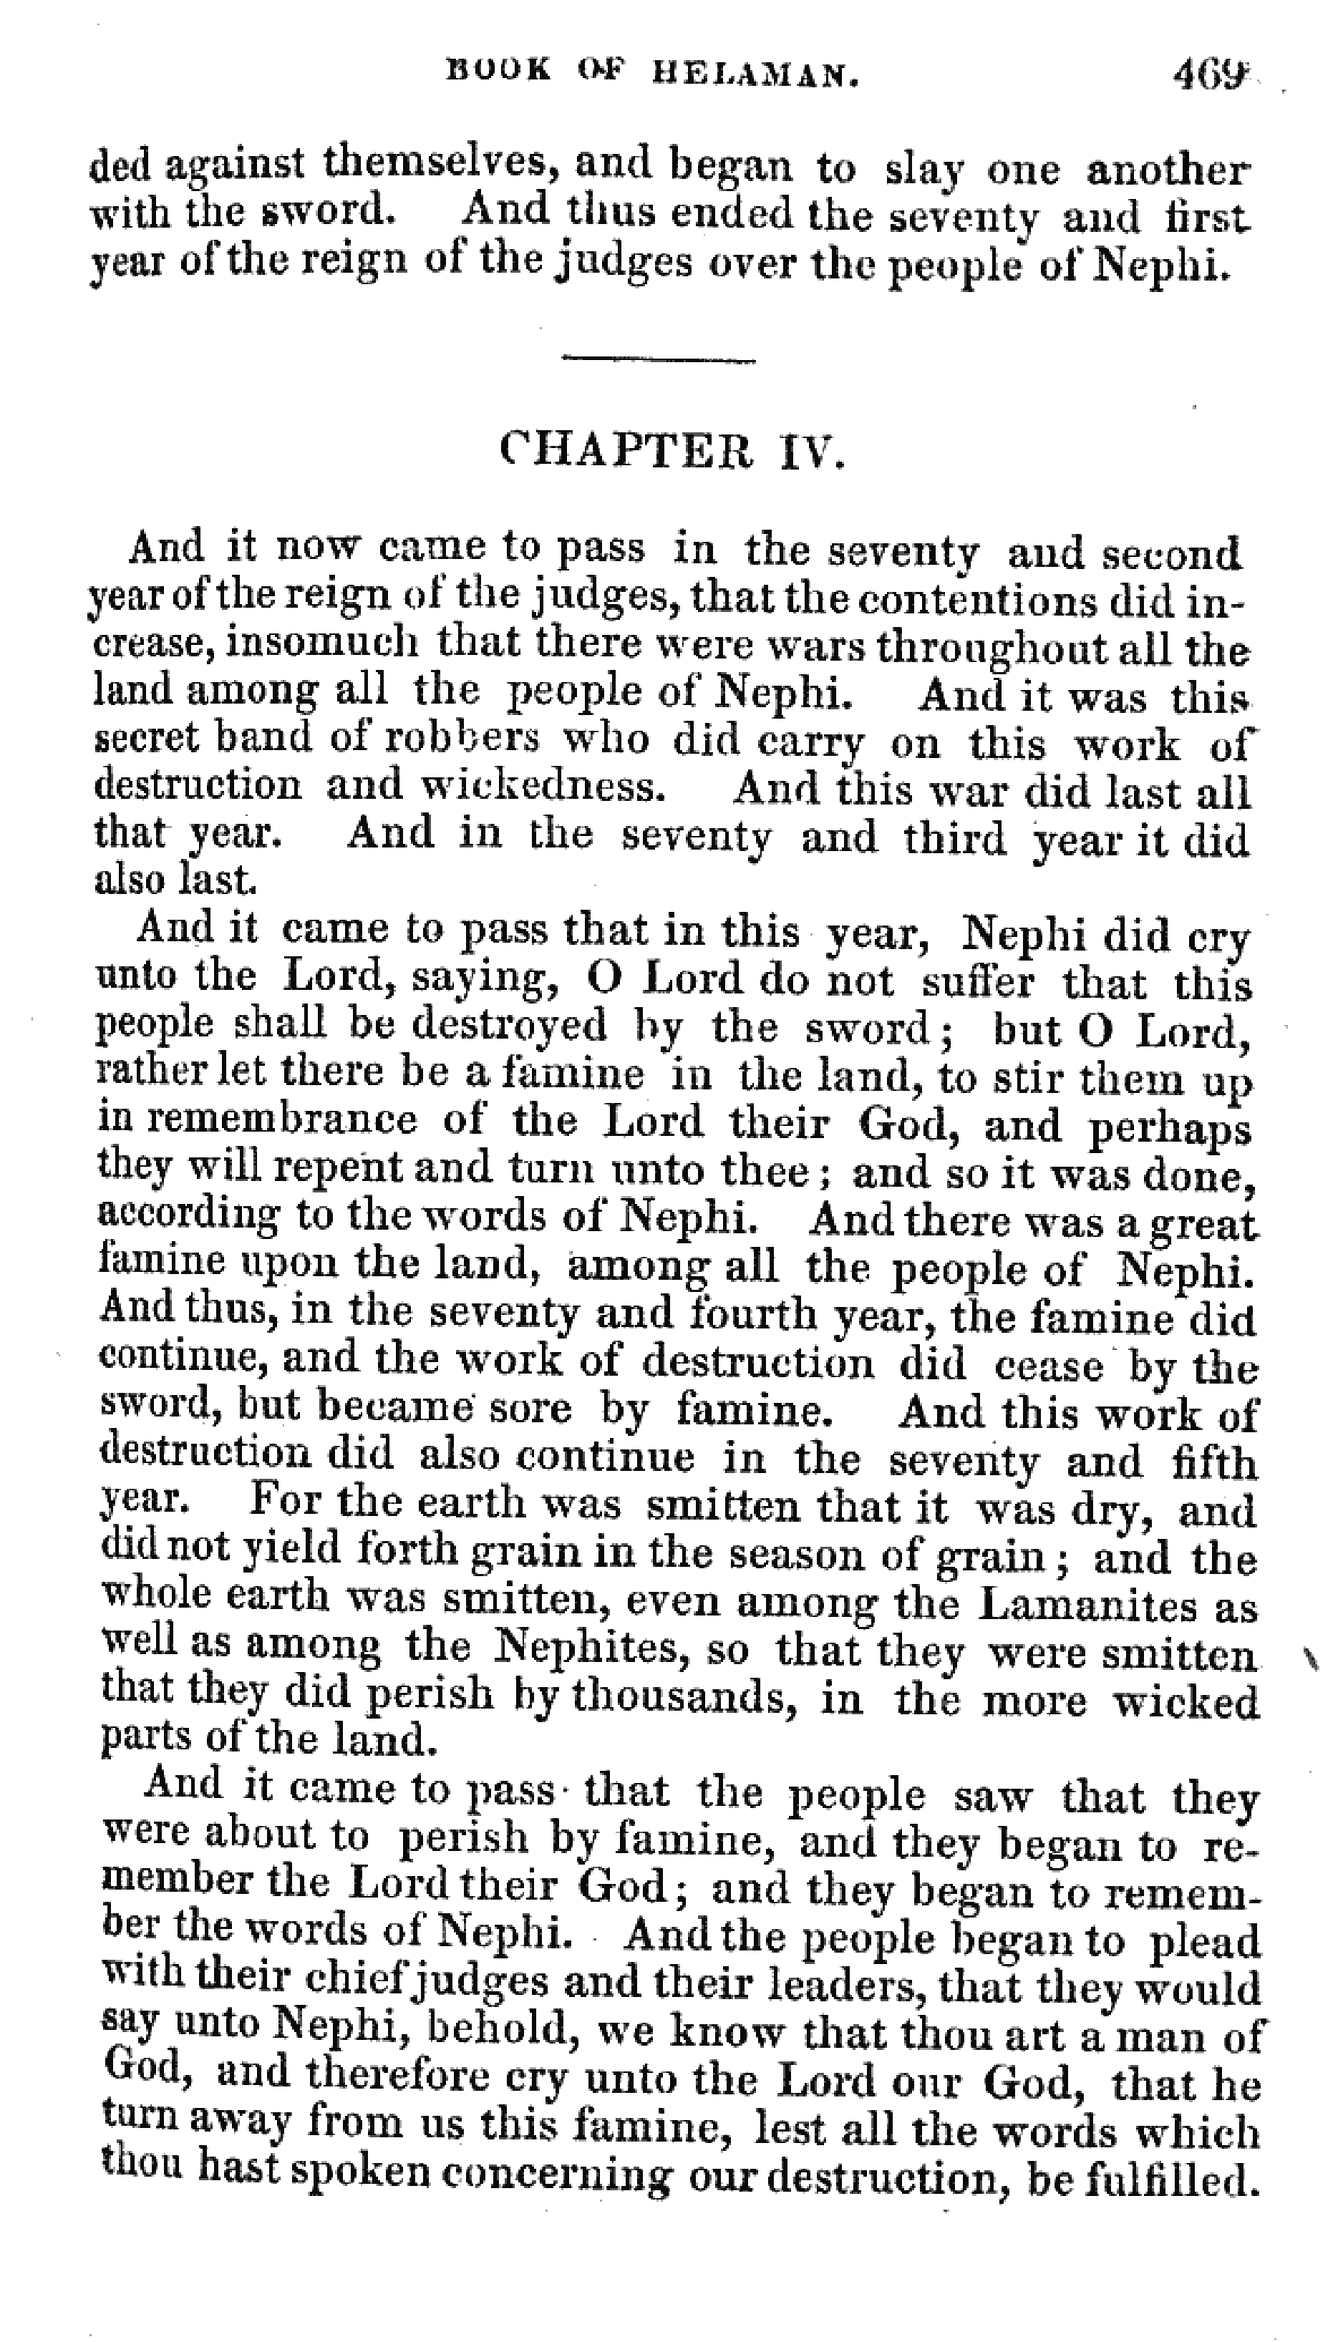 BOOK OF HELAMAN. 469
ded against themselves, and began to slay one another
with the sword. And thus ended the seventy and first
year of the reign of the judges over the people of Nephi.
CHAPTER IV.
And it now came to pass in the seventy and second
year of the reign of the judges, that the contentions did in-
crease, insomuch that there were wars throughout all the
land among all the people of Nephi. And it was this
secret band of robbers who did carry on this work of
destruction and wickedness. And this war did last all
that year. And in the seventy and third year it did
also last.
And it came to pass that in this year, Nephi did cry
unto the Lord, saying, O Lord do not suffer that this
people shall be destroyed by the sword; but O Lord,
rather let there be a famine in the land, to stir them up
in remembrance of the Lord their God, and perhaps
they will repent and turn unto thee; and so it was done,
according to the words of Nephi. And there was a great
famine upon the land, among all the people of Nephi.
And thus, in the seventy and fourth year, the famine did
continue, and the work of destruction did cease by the
sword, but became sore by famine. And this work of
destruction did also continue in the seventy and fifth
year. For the earth was smitten that it was dry, and
did not yield forth grain in the season of grain; and the
whole earth was smitten, even among the Lamanites as
well as among the Nephites, so that they were smitten
that they did perish by thousands, in the more wicked
parts of the land.
And it came to pass that the people saw that they
were about to perish by famine, and they began to re-
member the Lord their God; and they began to remem-
ber the words of Nephi. And the people began to plead
with their chief judges and their leaders, that they would
say unto Nephi, behold, we know that thou art a man of
God, and therefore cry unto the Lord our God, that he
turn away from us this famine, lest all the words which
thou hast spoken concerning our destruction, be fulfilled.